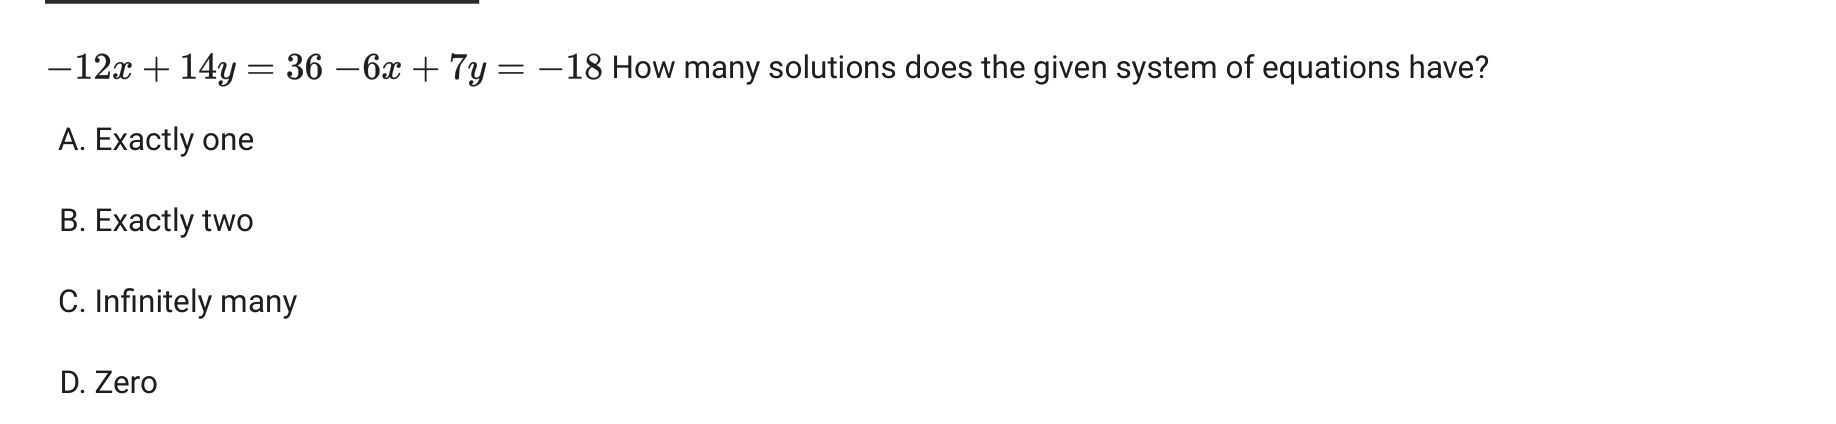 −12x + 14y = 36 −6x + 7y = −18 How many solutions does the given system of equations have?
A. Exactly one
B. Exactly two
C. Infinitely many
D. Zero